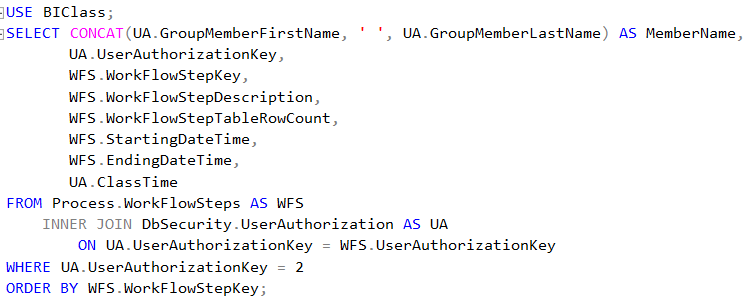 USE BIClass;
SELECT CONCAT(UA.GroupMemberFirstName, ' ', UA.GroupMemberLastName) AS MemberName,
UA.UserAuthorizationKey,
WFS.WorkFlowStepKey,
WFS.WorkFlowStepDescription,
WFS.WorkFlowStepTableRowCount,
WFS.StartingDateTime,
WFS.EndingDateTime,
UA.ClassTime
FROM Process.WorkFlowSteps AS WFS
INNER JOIN DbSecurity.UserAuthorization AS UA
ON UA.UserAuthorizationKey = WFS.UserAuthorizationKey
WHERE UA.UserAuthorizationKey = 2
ORDER BY WFS.WorkFlowStepKey;